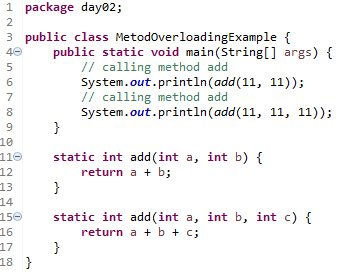 1 package day02;
2
3 public class MetodOverloadingExample {
4 public static void main(String[] args) {
5 // calling method add
6 System.out.println(add(11, 11));
7 // calling method add
8 System.out.println(add(11, 11, 11));
9 }
10
11 static int add(int a, int b) {
12 return a + b;
13 }
14
15 static int add(int a, int b, int c) {
16 return a + b + c;
17 }
18 }